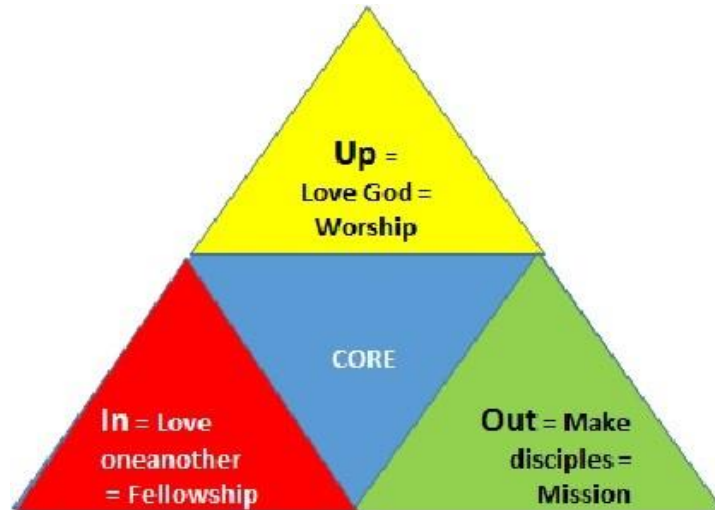 Up =
Love God =
Worship
CORE
In = Love
oneanother
= Fellowship
Out = Make
disciples =
Mission